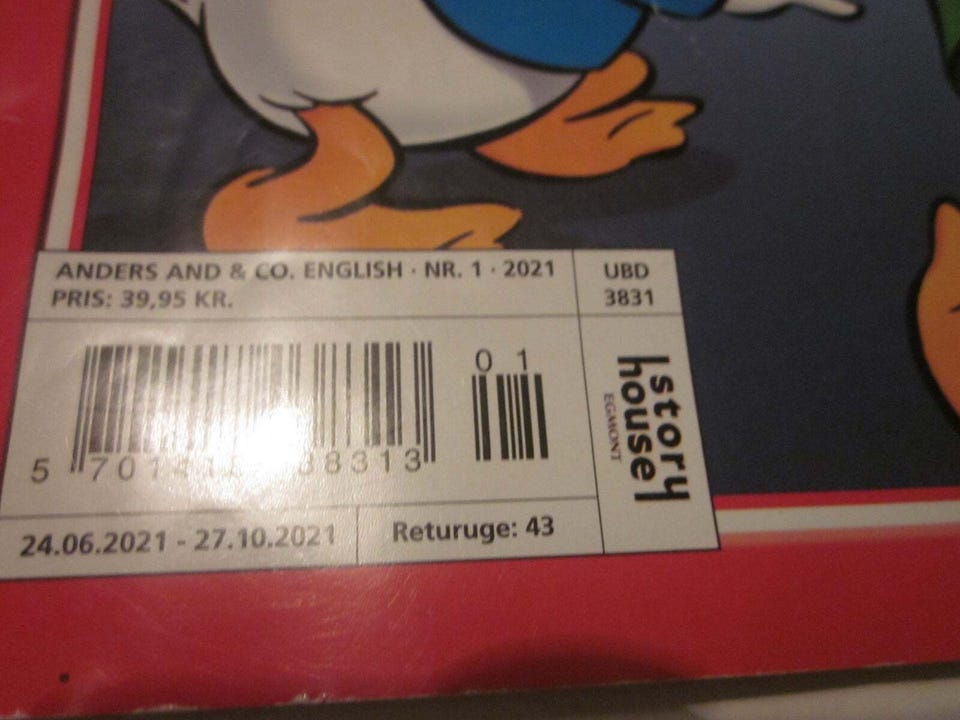 ANDERS AND & CO. ENGLISH · NR. 1 · 2021
PRIS: 39,95 KR.
UBD
3831
01
story
house
EGMONT
24.06.2021 - 27.10.2021
Returuge: 43